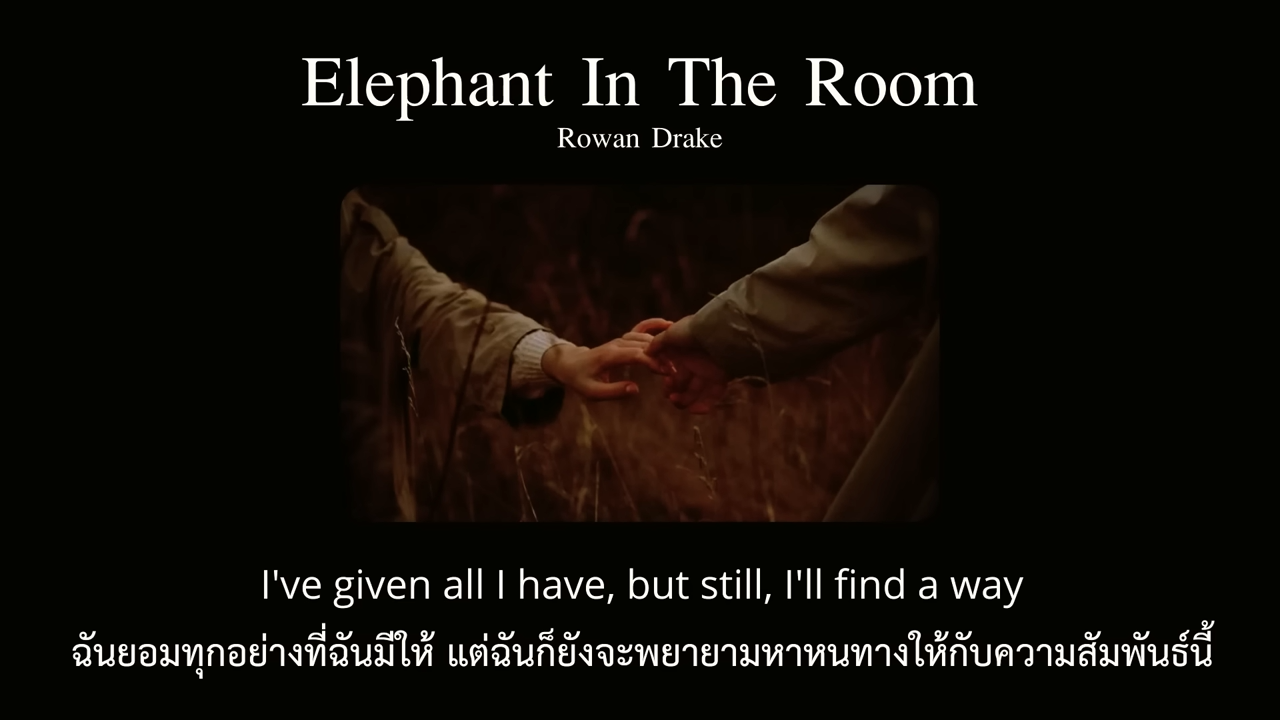 Elephant In The Room
Rowan Drake
I've given all I have, but still, I'll find a way
ฉันยอมทุกอย่างที่ฉันมีให้ แต่ฉันก็ยังจะพยายามหาหนทางให้กับความสัมพันธ์นี้